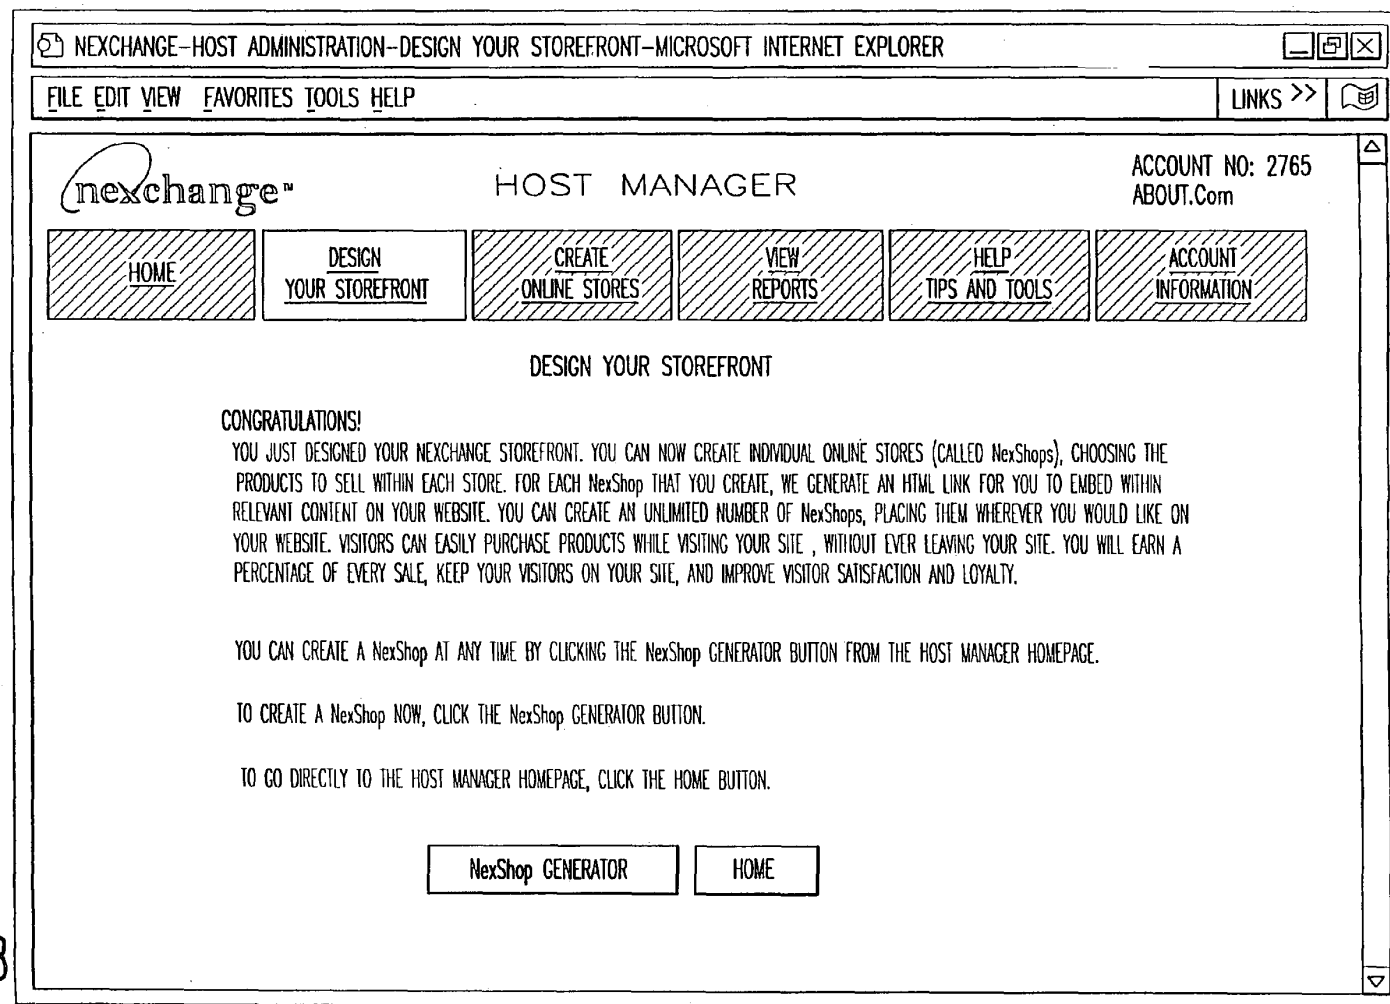 NEXCHANGE-HOST ADMINISTRATION-DESIGN YOUR STOREFRONT-MICROSOFT INTERNET EXPLORER
FILE EDIT VIEW FAVORITES TOOLS HELP LINKS >>
nexchange™ HOST MANAGER ACCOUNT NO: 2765
ABOUT.Com
HOME DESIGN YOUR STOREFRONT CREATE ONLINE STORES VIEW REPORTS HELP TIPS AND TOOLS ACCOUNT INFORMATION
DESIGN YOUR STOREFRONT
CONGRATULATIONS!
YOU JUST DESIGNED YOUR NEXCHANGE STOREFRONT. YOU CAN NOW CREATE INDIVIDUAL ONLINE STORES (CALLED NexShops), CHOOSING THE
PRODUCTS TO SELL WITHIN EACH STORE. FOR EACH NexShop THAT YOU CREATE, WE GENERATE AN HTML LINK FOR YOU TO EMBED WITHIN
RELEVANT CONTENT ON YOUR WEBSITE. YOU CAN CREATE AN UNLIMITED NUMBER OF NexShops, PLACING THEM WHEREVER YOU WOULD LIKE ON
YOUR WEBSITE. VISITORS CAN EASILY PURCHASE PRODUCTS WHILE VISITING YOUR SITE , WITHOUT EVER LEAVING YOUR SITE. YOU WILL EARN A
PERCENTAGE OF EVERY SALE, KEEP YOUR VISITORS ON YOUR SITE, AND IMPROVE VISITOR SATISFACTION AND LOYALTY.
YOU CAN CREATE A NexShop AT ANY TIME BY CLICKING THE NexShop GENERATOR BUTTON FROM THE HOST MANAGER HOMEPAGE.
TO CREATE A NexShop NOW, CLICK THE NexShop GENERATOR BUTTON.
TO GO DIRECTLY TO THE HOST MANAGER HOMEPAGE, CLICK THE HOME BUTTON.
NexShop GENERATOR HOME